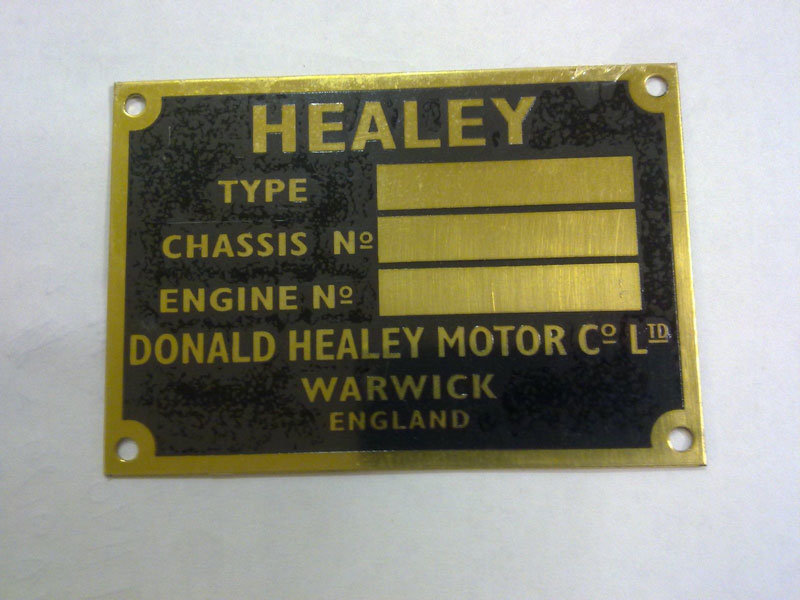 HEALEY
TYPE
CHASSIS Nº
ENGINE Nº
DONALD HEALEY MOTOR Cº LTD
WARWICK
ENGLAND